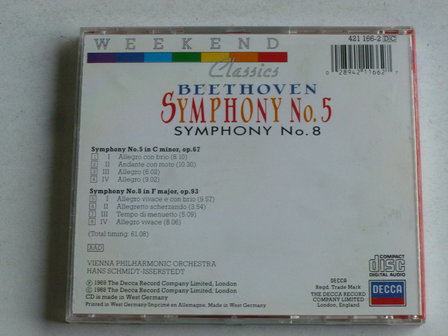 WEEKEND
Classics
421 166-2 DC
0 28942 11662 7
BEETHOVEN
SYMPHONY No. 5
SYMPHONY No. 8
Symphony No.5 in C minor, op.67
1 I Allegro con brio (8.10)
2 II Andante con moto (10.30)
3 III Allegro (6.02)
4 IV Allegro (9.02)
Symphony No.8 in F major, op.93
5 I Allegro vivace e con brio (9.57)
6 II Allegretto scherzando (3.54)
7 III Tempo di menuetto (5.09)
8 IV Allegro vivace (8.06)
(Total timing: 61.08)
AAD
VIENNA PHILHARMONIC ORCHESTRA
HANS SCHMIDT-ISSERSTEDT
℗ 1969 The Decca Record Company Limited, London
© 1988 The Decca Record Company Limited, London
CD is made in West Germany
Printed in West Germany Imprimé en Allemagne. Made in West Germany
DECCA
Regd. Trade Mark
THE DECCA RECORD
COMPANY LIMITED
London, England
COMPACT
disc
DIGITAL AUDIO
DECCA